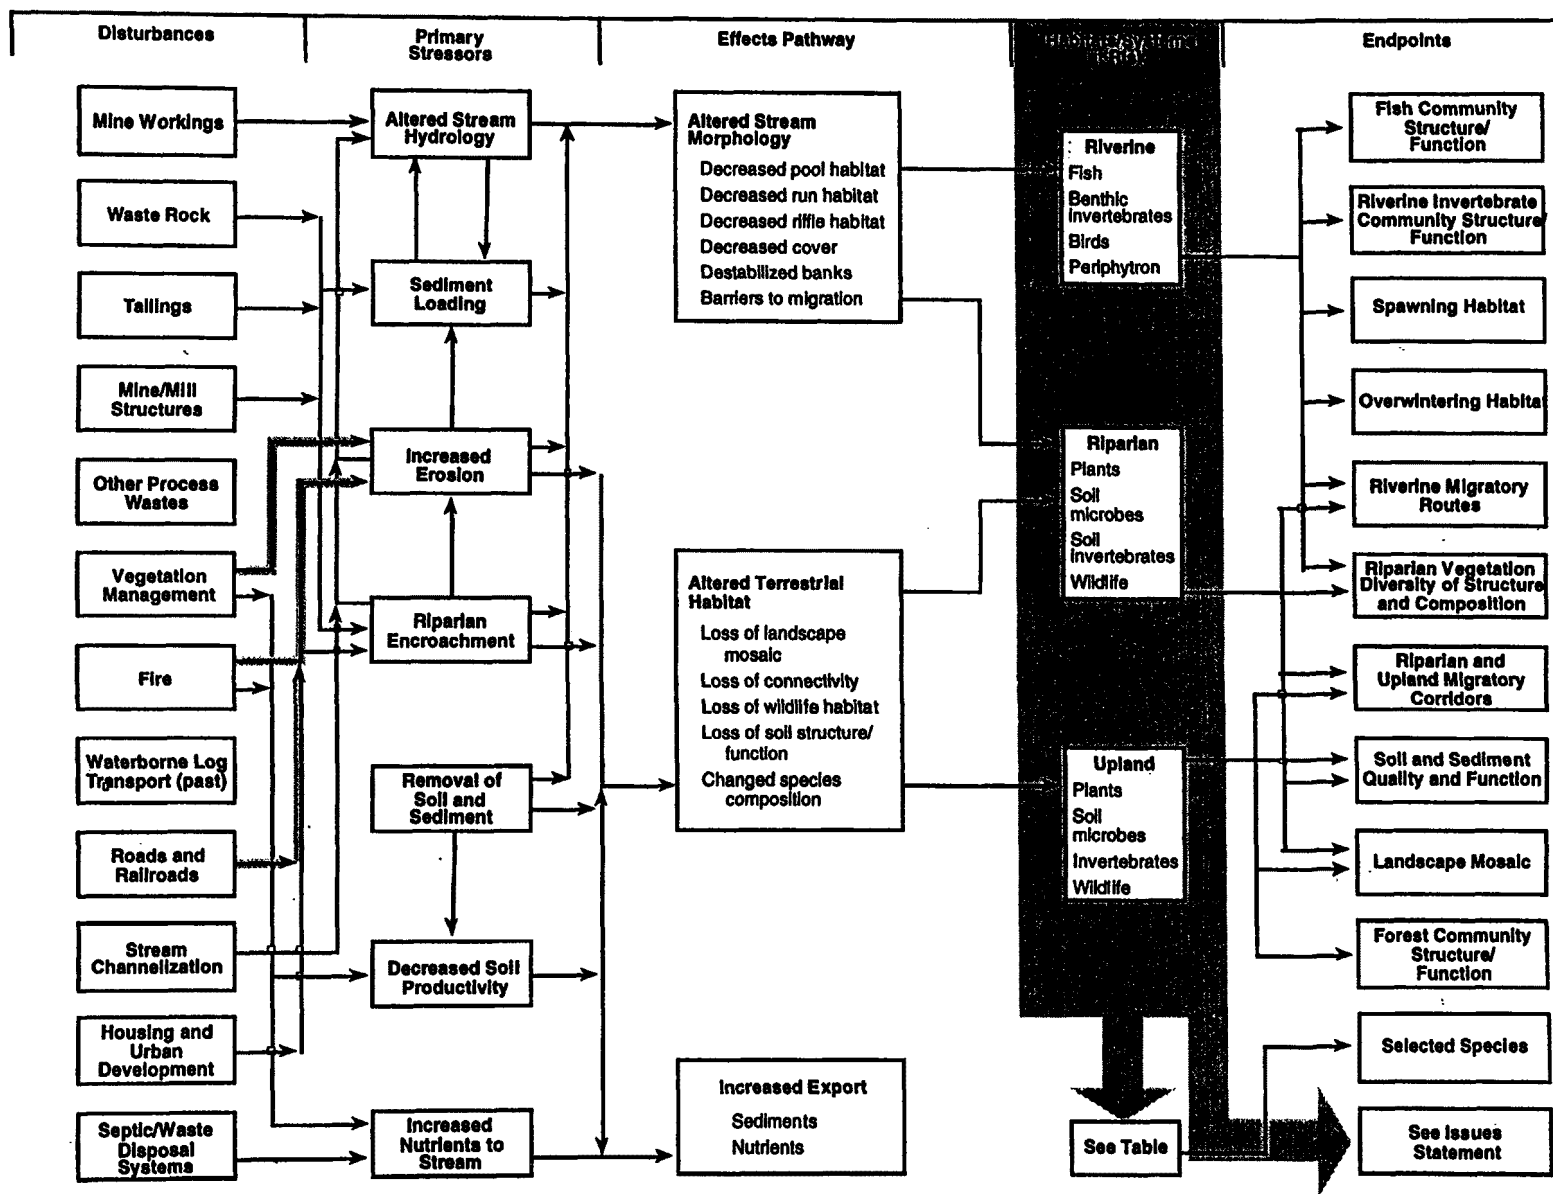 Disturbances
Primary
Stressors
Effects Pathway
Endpoints
Mine Workings
Waste Rock
Tailings
Mine/Mill
Structures
Other Process
Wastes
Vegetation
Management
Fire
Waterborne Log
Transport (past)
Roads and
Railroads
Stream
Channelization
Housing and
Urban
Development
Septic/Waste
Disposal
Systems
Altered Stream
Hydrology
Sediment
Loading
Increased
Erosion
Riparian
Encroachment
Removal of
Soil and
Sediment
Decreased Soil
Productivity
Increased
Nutrients to
Stream
Altered Stream
Morphology
Decreased pool habitat
Decreased run habitat
Decreased riffle habitat
Decreased cover
Destabilized banks
Barriers to migration
Altered Terrestrial
Habitat
Loss of landscape
mosaic
Loss of connectivity
Loss of wildlife habitat
Loss of soil structure/
function
Changed species
composition
Increased Export
Sediments
Nutrients
Riverine
Fish
Benthic
invertebrates
Birds
Periphytron
Riparian
Plants
Soil
microbes
Soil
invertebrates
Wildlife
Upland
Plants
Soil
microbes
Invertebrates
Wildlife
See Table
Fish Community
Structure/
Function
Riverine Invertebrate
Community Structure/
Function
Spawning Habitat
Overwintering Habitat
Riverine Migratory
Routes
Riparian Vegetation
Diversity of Structure
and Composition
Riparian and
Upland Migratory
Corridors
Soil and Sediment
Quality and Function
Landscape Mosaic
Forest Community
Structure/
Function
Selected Species
See Issues
Statement